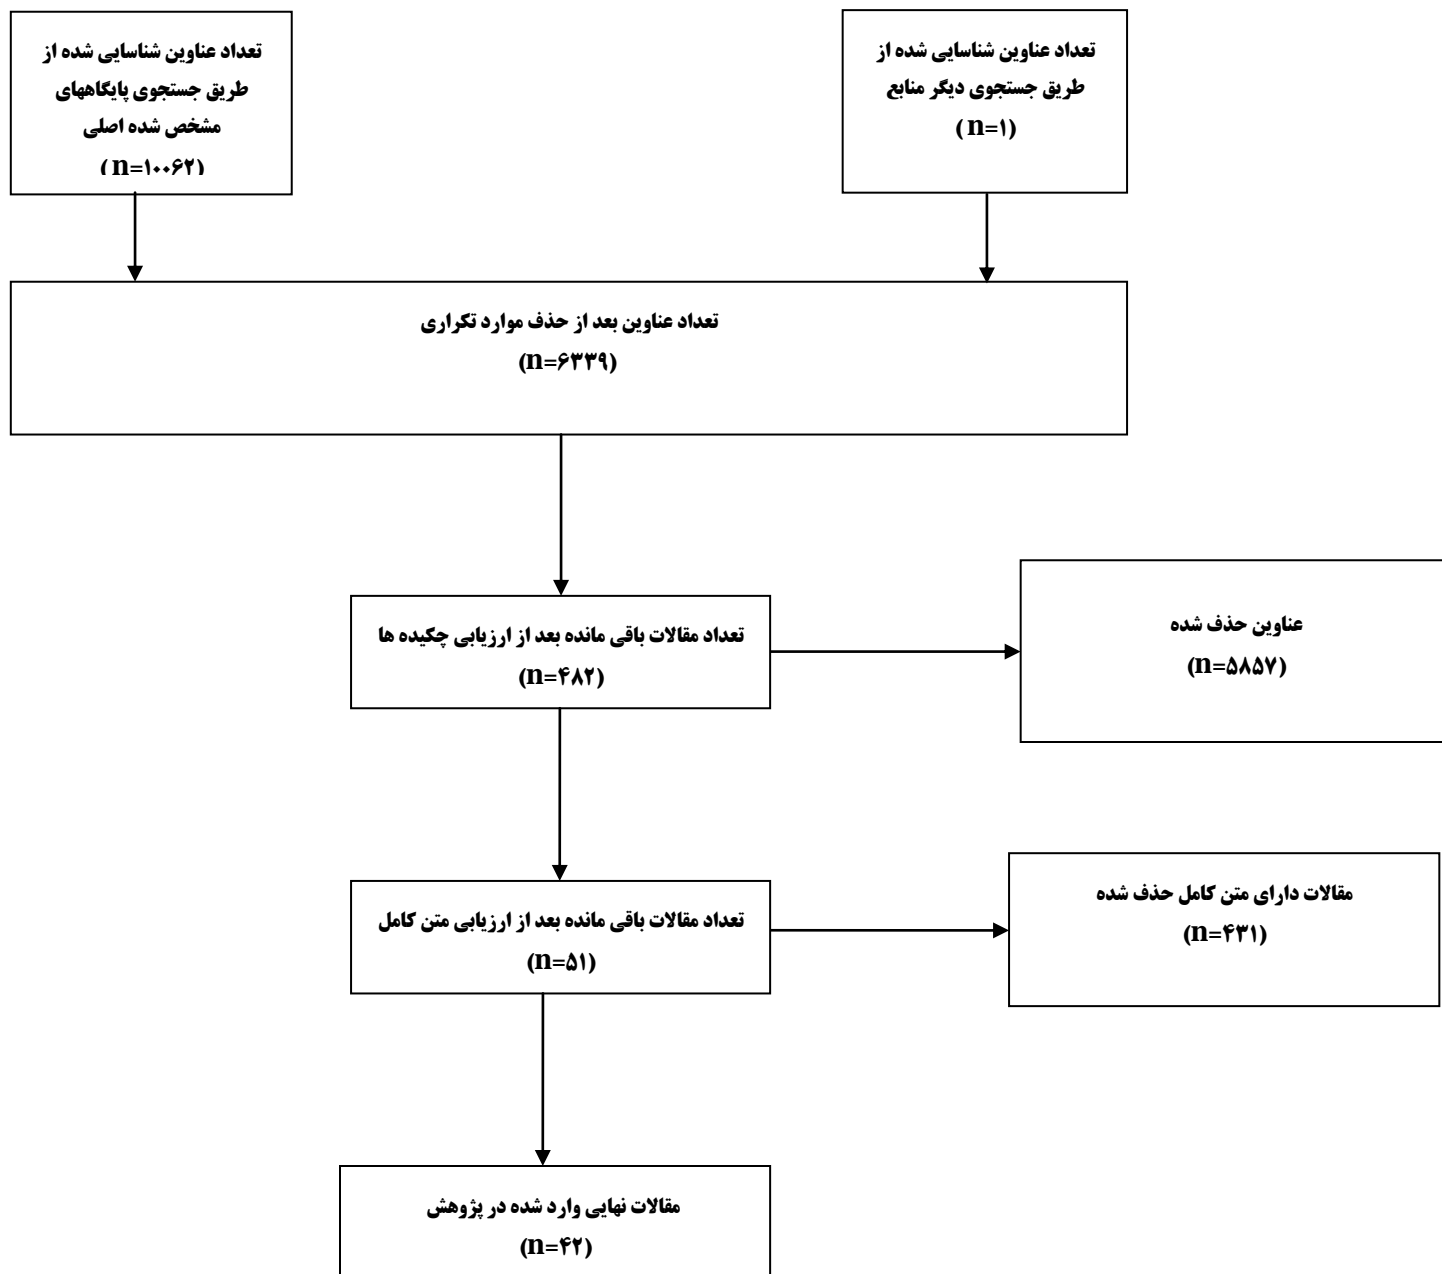 تعداد عناوین شناسایی شده از
طریق جستجوی پایگاههای
مشخص شده اصلی
(n=۱۰۰۶۲)
تعداد عناوین شناسایی شده از
طریق جستجوی دیگر منابع
(n=۱)
تعداد عناوین بعد از حذف موارد تکراری
(n=۶۳۳۹)
تعداد مقالات باقی مانده بعد از ارزیابی چکیده ها
(n=۴۸۲)
عناوین حذف شده
(n=۵۸۵۷)
تعداد مقالات باقی مانده بعد از ارزیابی متن کامل
(n=۵۱)
مقالات دارای متن کامل حذف شده
(n=۴۳۱)
مقالات نهایی وارد شده در پژوهش
(n=۴۲)